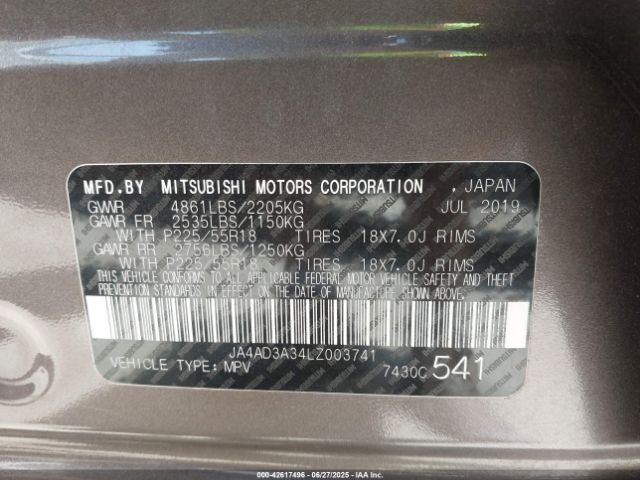 MFD.BY MITSUBISHI MOTORS CORPORATION , JAPAN
GVWR 4861LBS/2205KG JUL 2019
GAWR FR 2535LBS/1150KG
WITH P225/55R18 TIRES 18X7.0J RIMS
GAWR RR 2756LBS/1250KG
WITH P225/55R18 TIRES 18X7.0J RIMS
THIS VEHICLE CONFORMS TO ALL APPLICABLE FEDERAL MOTOR VEHICLE SAFETY AND THEFT
PREVENTION STANDARDS IN EFFECT ON THE DATE OF MANUFACTURE SHOWN ABOVE.
JA4AD3A34LZ003741
VEHICLE TYPE: MPV 7430C 541
000-42617496 - 06/27/2025 - IAA Inc. All Rights Reserved